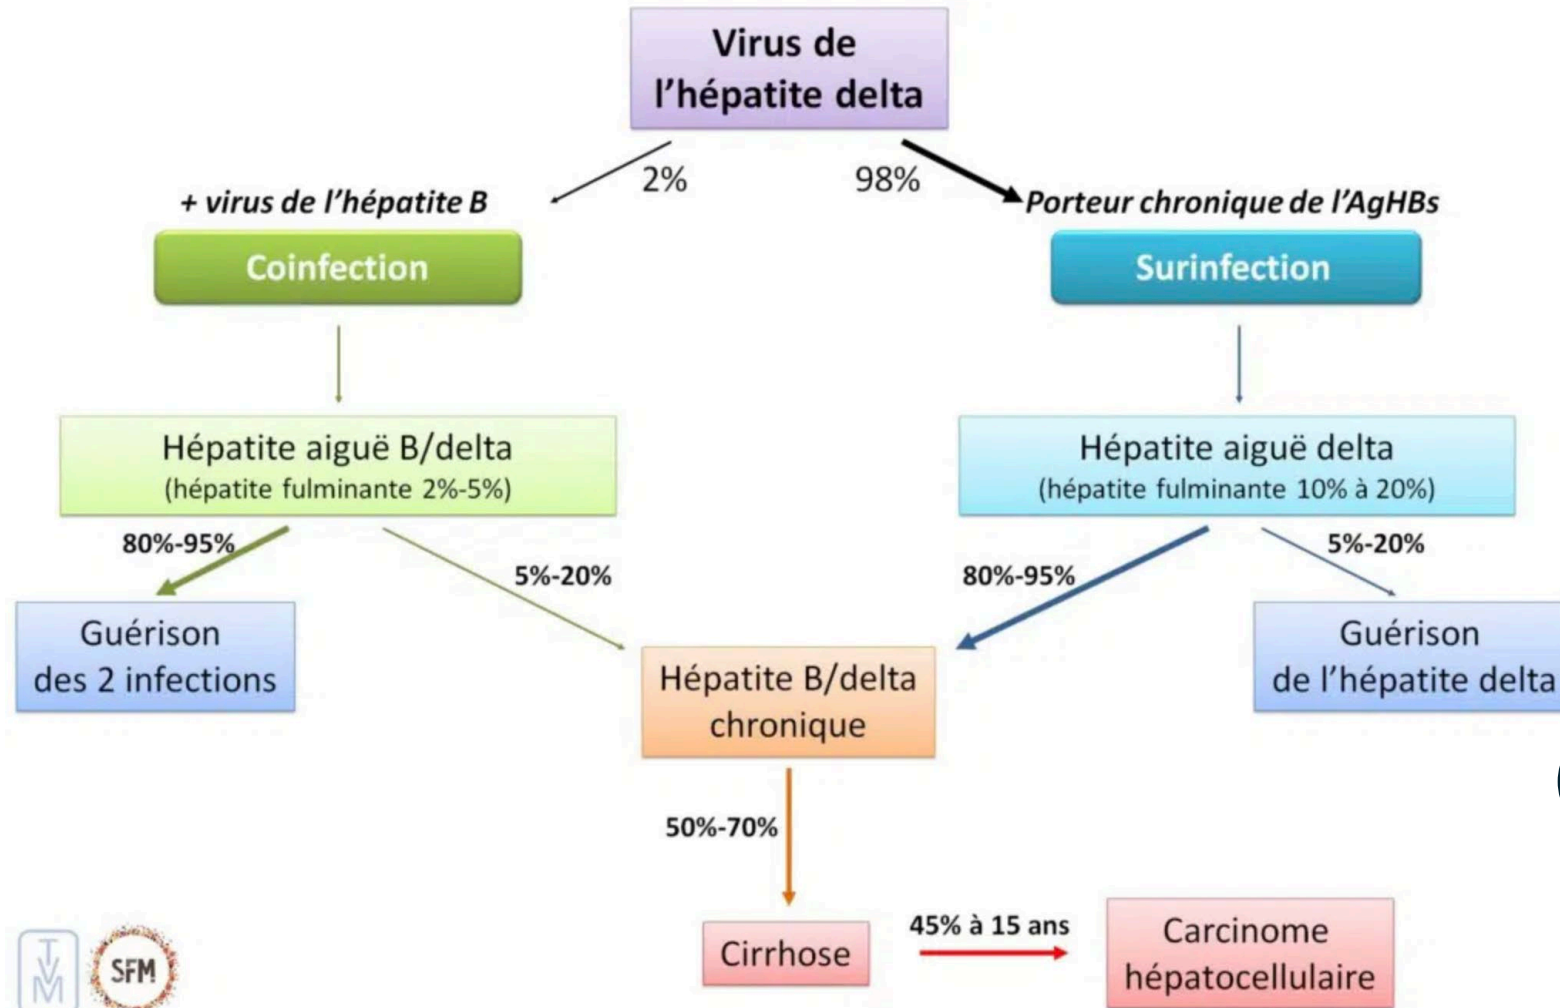 Virus de
l'hépatite delta
2%
98%
+ virus de l'hépatite B
Porteur chronique de l'AgHBs
Coinfection
Surinfection
Hépatite aiguë B/delta
(hépatite fulminante 2%-5%)
Hépatite aiguë delta
(hépatite fulminante 10% à 20%)
80%-95%
5%-20%
80%-95%
5%-20%
Guérison
des 2 infections
Hépatite B/delta
chronique
Guérison
de l'hépatite delta
50%-70%
Cirrhose
45% à 15 ans
Carcinome
hépatocellulaire
TVM
SFM